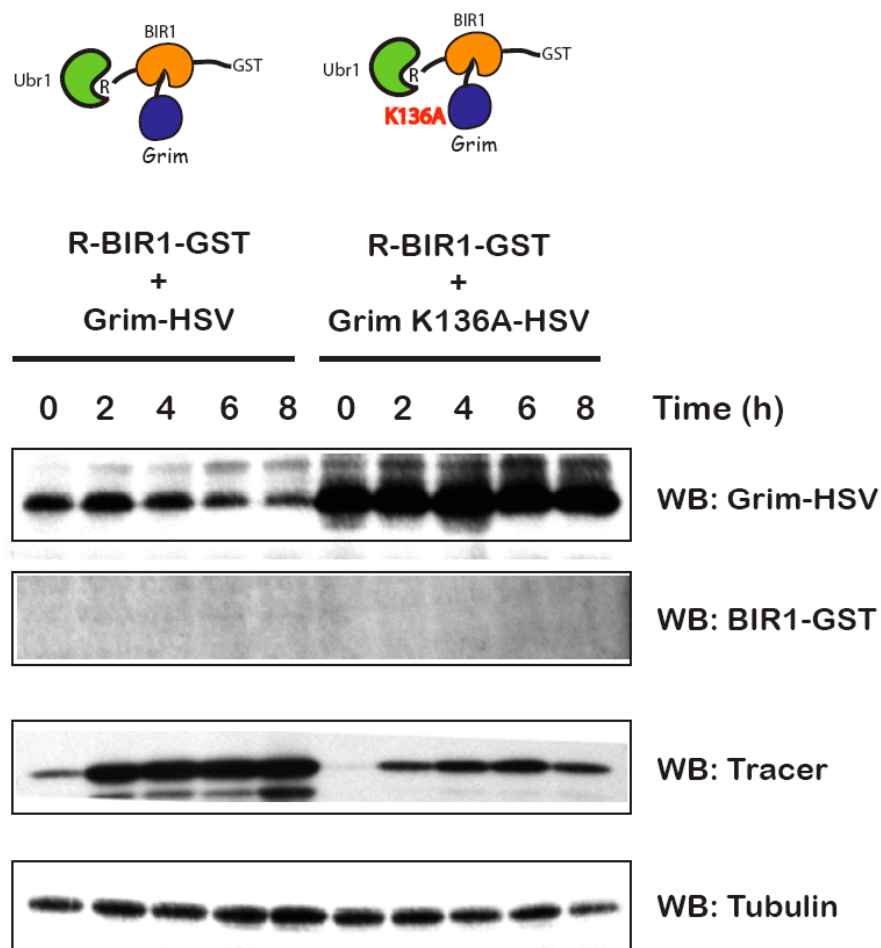 BIR1
BIR1
Ubr1
R
GST
Ubr1
R
GST
K136A
Grim
Grim
R-BIR1-GST
+
Grim-HSV
R-BIR1-GST
+
Grim K136A-HSV
0 2 4 6 8 0 2 4 6 8 Time (h)
WB: Grim-HSV
WB: BIR1-GST
WB: Tracer
WB: Tubulin